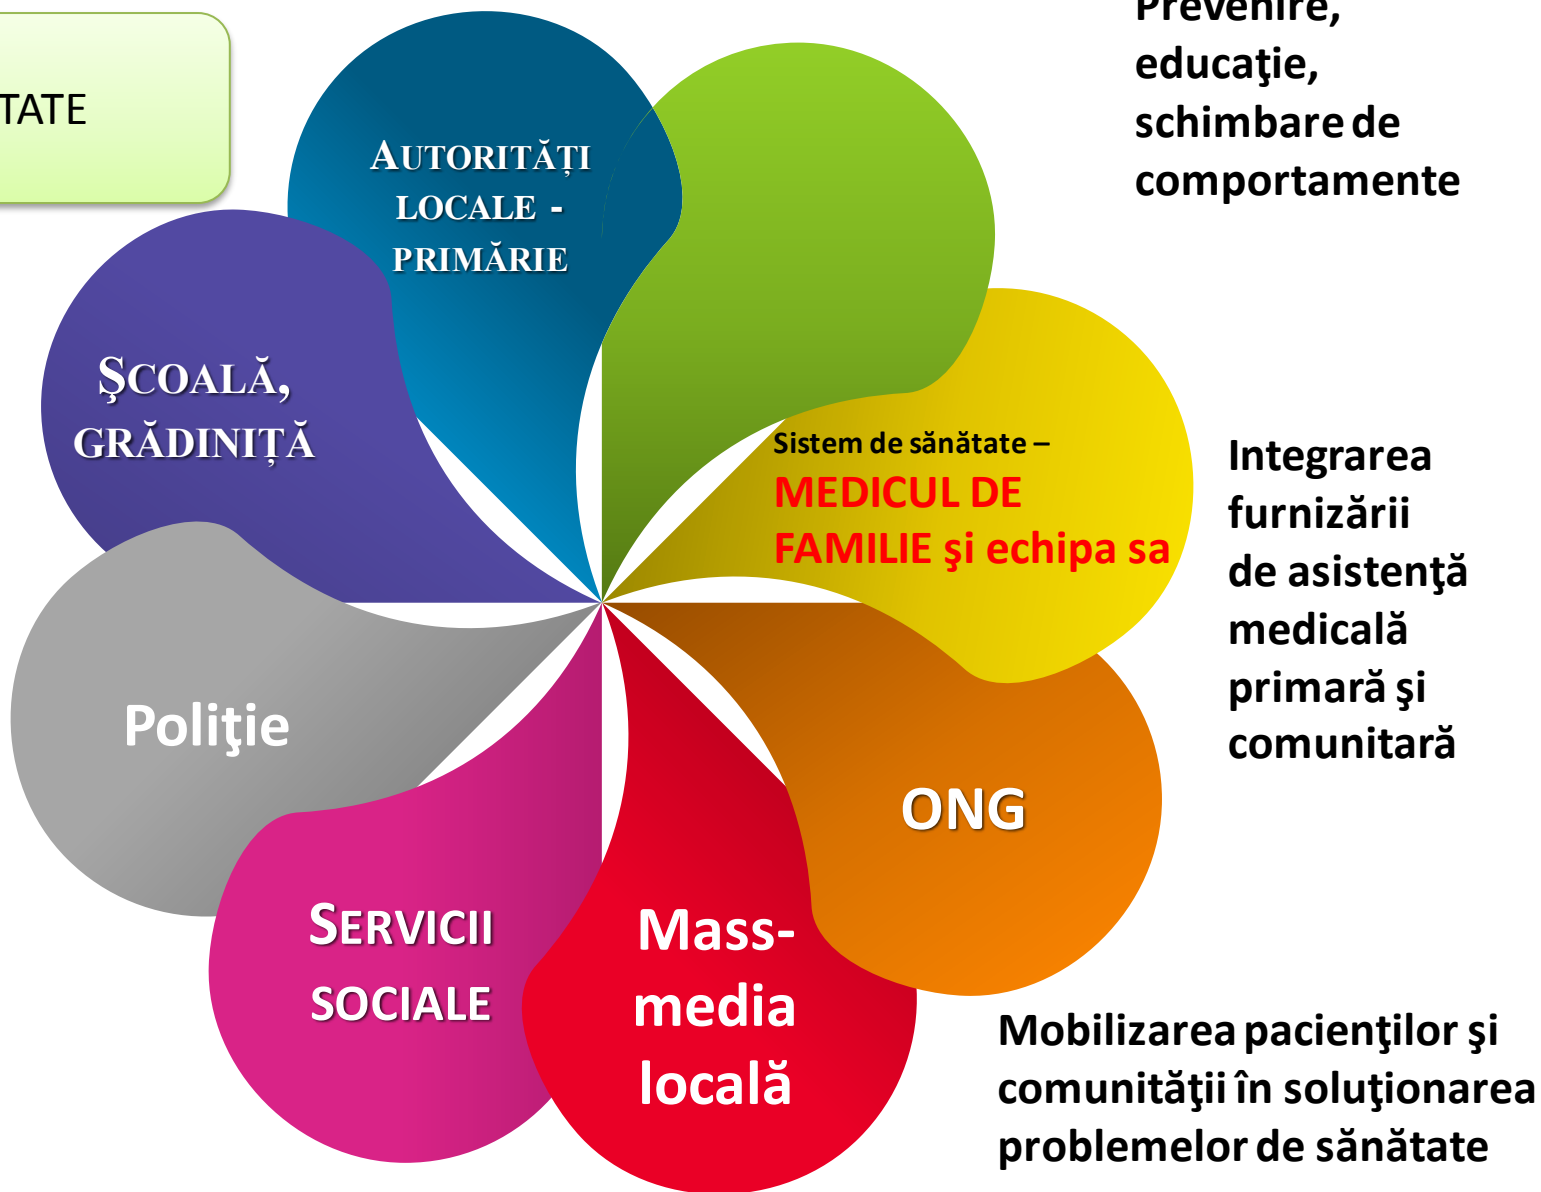 Prevenire,
educaţie,
schimbare de
comportamente
TATE
AUTORITĂȚI
LOCALE -
PRIMĂRIE
ŞCOALĂ,
GRĂDINIȚĂ
Sistem de sănătate –
MEDICUL DE
FAMILIE şi echipa sa
Integrarea
furnizării
de asistenţă
medicală
primară şi
comunitară
Poliţie
ONG
SERVICII
SOCIALE
Mass-
media
locală
Mobilizarea pacienţilor şi
comunităţii în soluţionarea
problemelor de sănătate